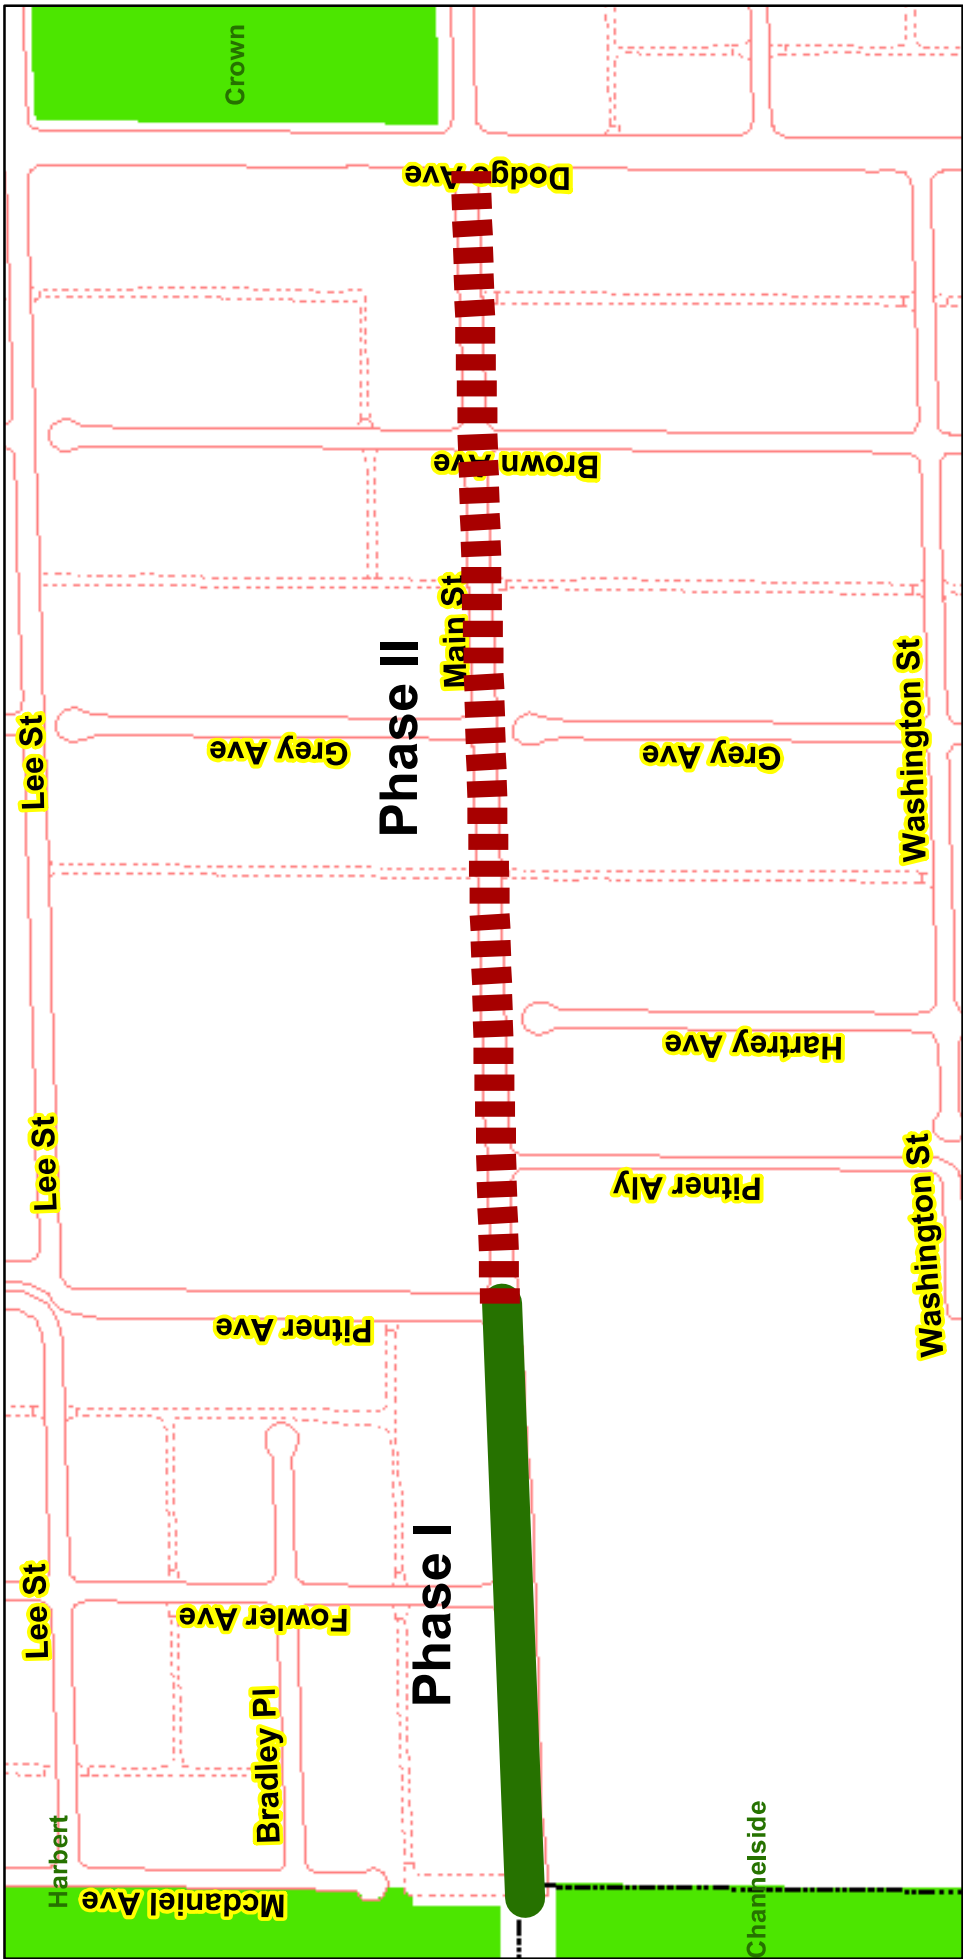 Crown
Dodge Ave
Brown Ave
Main St
Phase II
Lee St
Grey Ave
Grey Ave
Washington St
Hartrey Ave
Lee St
Pitner Aly
Washington St
Pitner Ave
Lee St
Fowler Ave
Phase I
Bradley Pl
Harbert
Mcdaniel Ave
Channelside